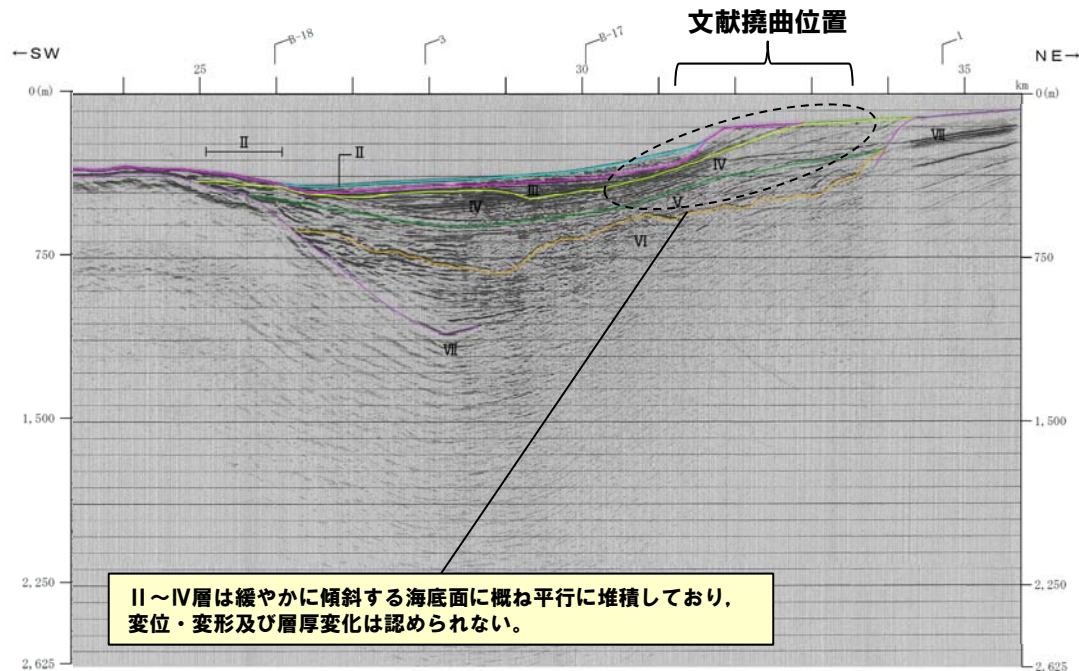 文献撓曲位置
←SW
B-18
3
B-17
1
NE→
25
30
35
km
0(m)
0(m)
II
II
VII
IV
III
IV
V
VI
750
750
VII
1,500
1,500
2,250
2,250
II～IV層は緩やかに傾斜する海底面に概ね平行に堆積しており，
変位・変形及び層厚変化は認められない。
2,625
2,625